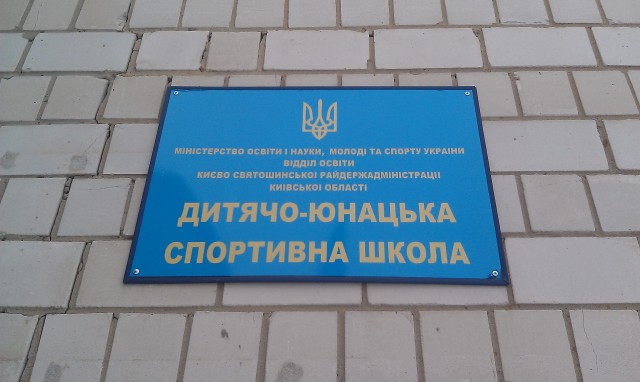 МІНІСТЕРСТВО ОСВІТИ І НАУКИ, МОЛОДІ ТА СПОРТУ УКРАЇНИ
ВІДДІЛ ОСВІТИ
КИЄВО СВЯТОШИНСЬКОЇ РАЙДЕРЖАДМІНІСТРАЦІЇ
КИЇВСЬКОЇ ОБЛАСТІ
ДИТЯЧО-ЮНАЦЬКА
СПОРТИВНА ШКОЛА